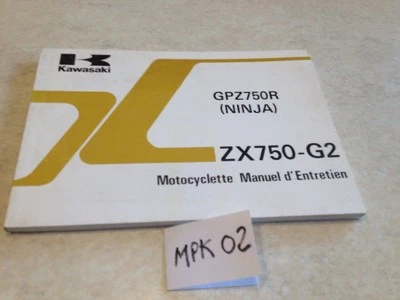 Kawasaki
GPZ750R
(NINJA)
ZX750-G2
Motocyclette Manuel d'Entretien
MPK 02